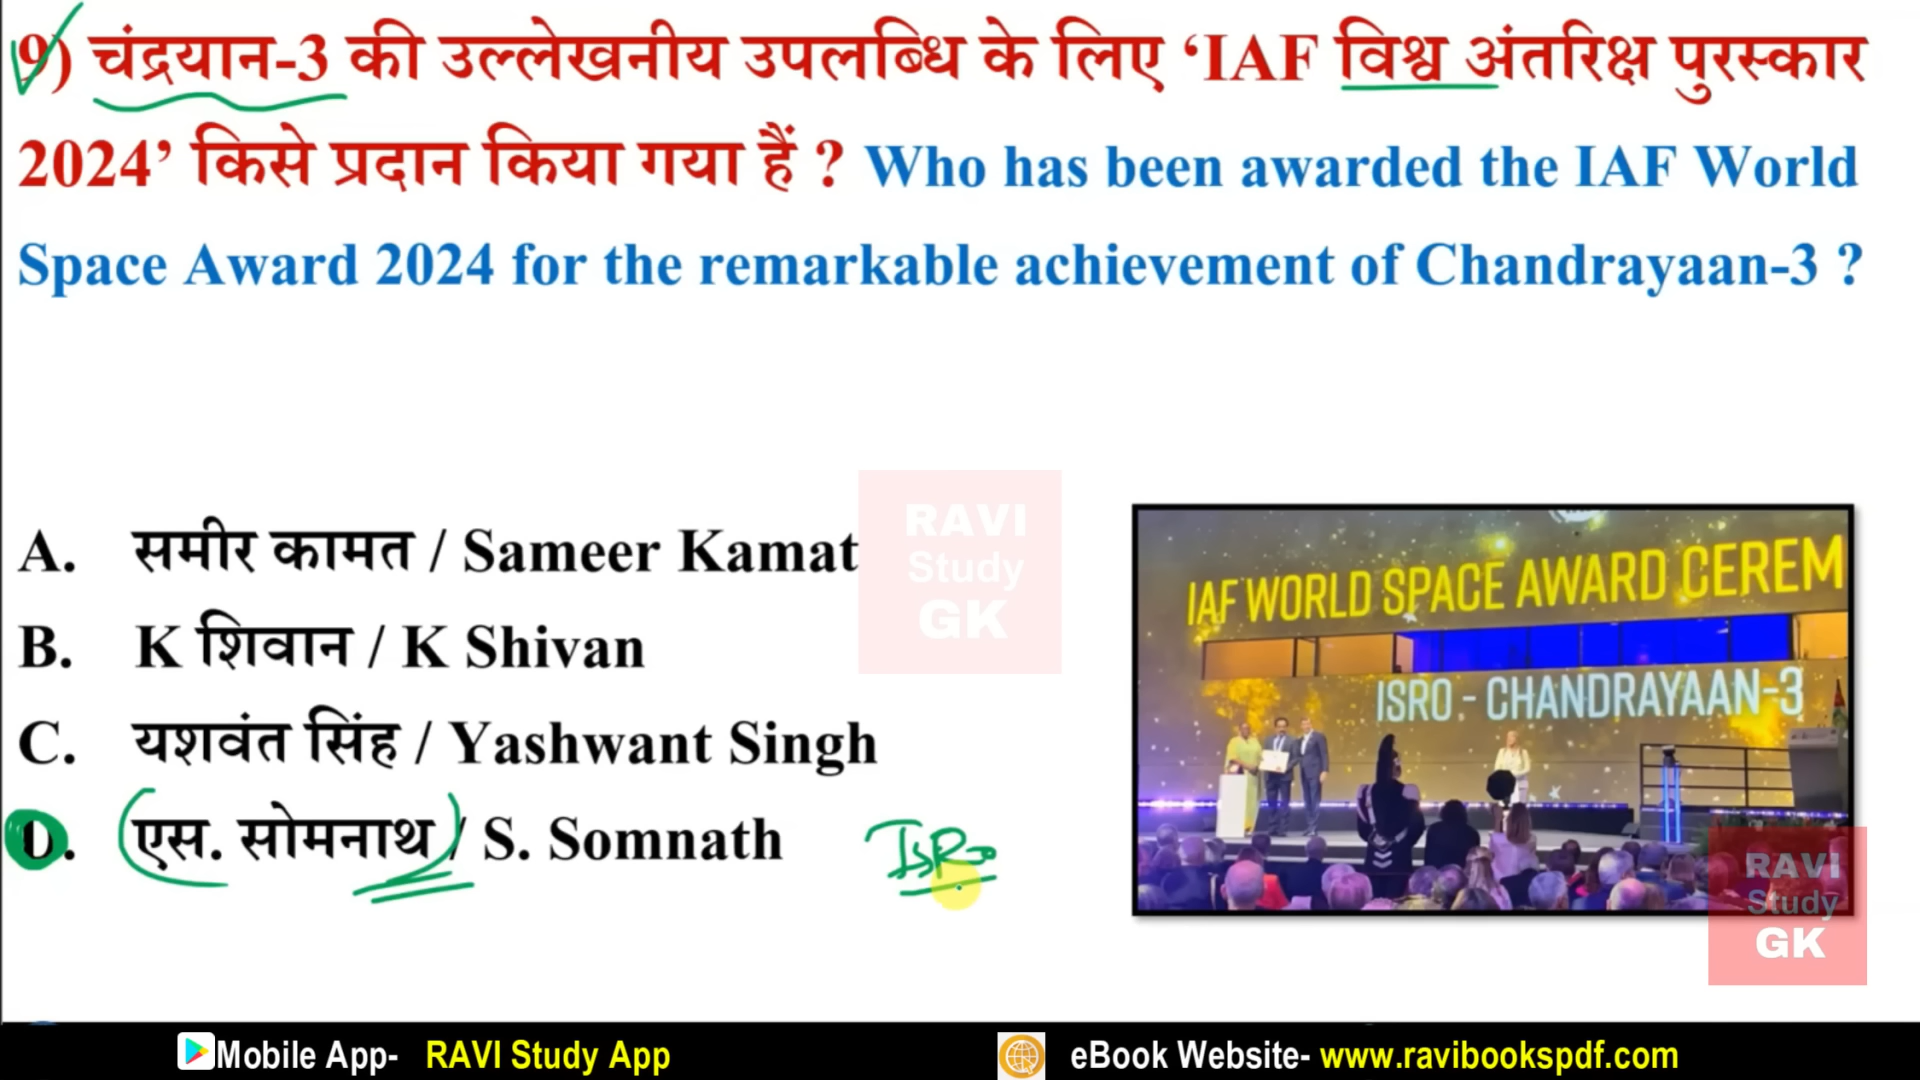 9) चंद्रयान-3 की उल्लेखनीय उपलब्धि के लिए ‘IAF विश्व अंतरिक्ष पुरस्कार
2024’ किसे प्रदान किया गया हैं ? Who has been awarded the IAF World
Space Award 2024 for the remarkable achievement of Chandrayaan-3 ?
A. समीर कामत / Sameer Kamat
B. K शिवान / K Shivan
C. यशवंत सिंह / Yashwant Singh
D. एस. सोमनाथ / S. Somnath
ISRO
RAVI
Study
GK
IAF WORLD SPACE AWARD CEREM
ISRO - CHANDRAYAAN-3
RAVI
Study
GK
Mobile App- RAVI Study App
eBook Website- www.ravibookspdf.com